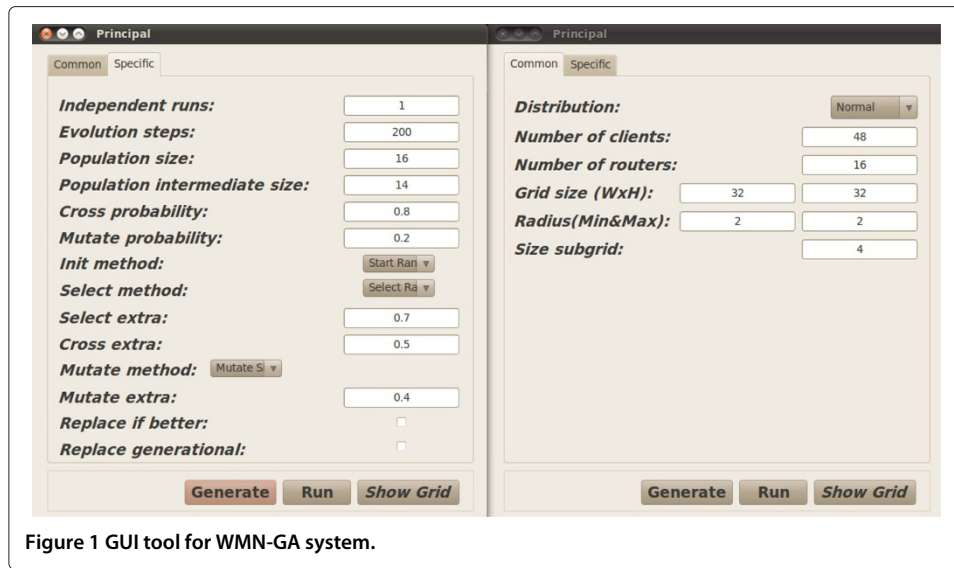 Principal
Common Specific
Independent runs: 1
Evolution steps: 200
Population size: 16
Population intermediate size: 14
Cross probability: 0.8
Mutate probability: 0.2
Init method: Start Ran
Select method: Select Ra
Select extra: 0.7
Cross extra: 0.5
Mutate method: Mutate S
Mutate extra: 0.4
Replace if better:
Replace generational:
Generate Run Show Grid
Principal
Common Specific
Distribution: Normal
Number of clients: 48
Number of routers: 16
Grid size (WxH): 32 32
Radius(Min&Max): 2 2
Size subgrid: 4
Generate Run Show Grid
Figure 1 GUI tool for WMN-GA system.